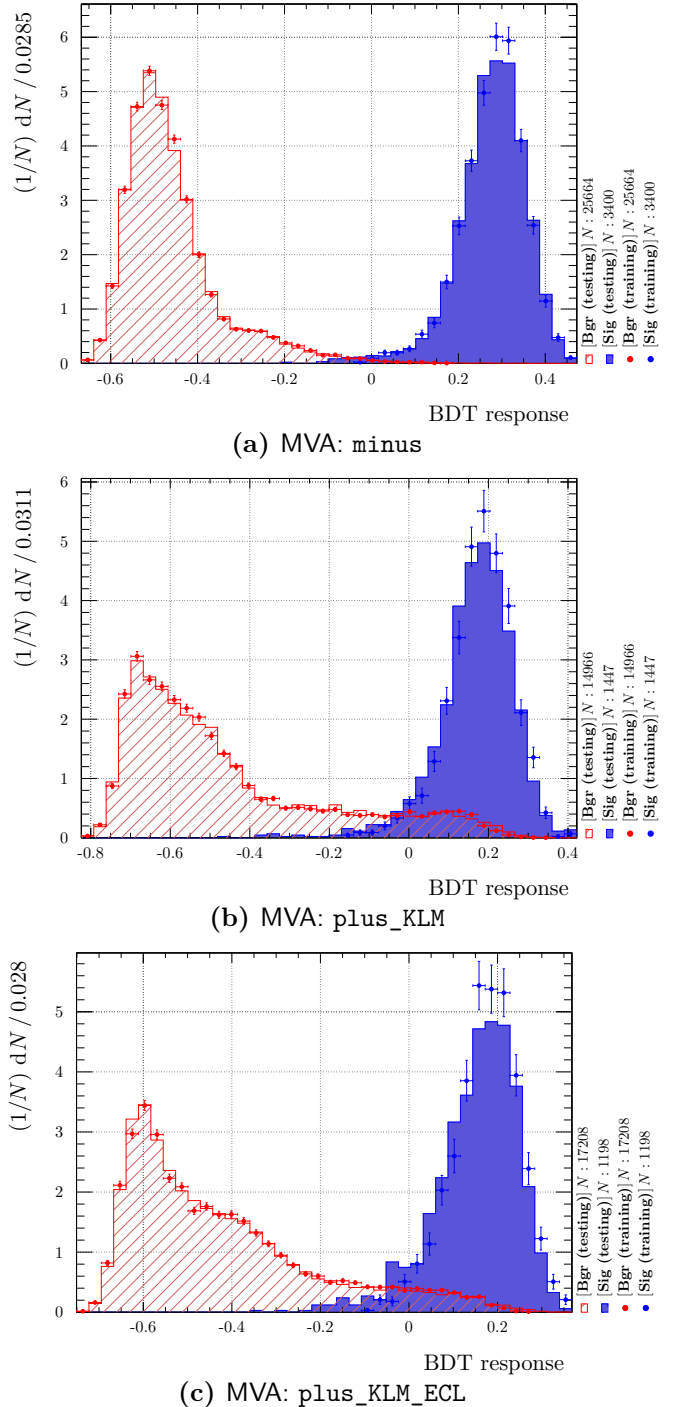 (1/N) dN / 0.0285
6
5
4
3
2
1
0
-0.6
-0.4
-0.2
0
0.2
0.4
BDT response
[Bgr (testing)] N : 25664
[Sig (testing)] N : 3400
[Bgr (training)] N : 25664
[Sig (training)] N : 3400
(a) MVA: minus
(1/N) dN / 0.0311
6
5
4
3
2
1
0
-0.8
-0.6
-0.4
-0.2
0
0.2
0.4
BDT response
[Bgr (testing)] N : 14966
[Sig (testing)] N : 1447
[Bgr (training)] N : 14966
[Sig (training)] N : 1447
(b) MVA: plus_KLM
(1/N) dN / 0.028
5
4
3
2
1
0
-0.6
-0.4
-0.2
0
0.2
BDT response
[Bgr (testing)] N : 17208
[Sig (testing)] N : 1198
[Bgr (training)] N : 17208
[Sig (training)] N : 1198
(c) MVA: plus_KLM_ECL